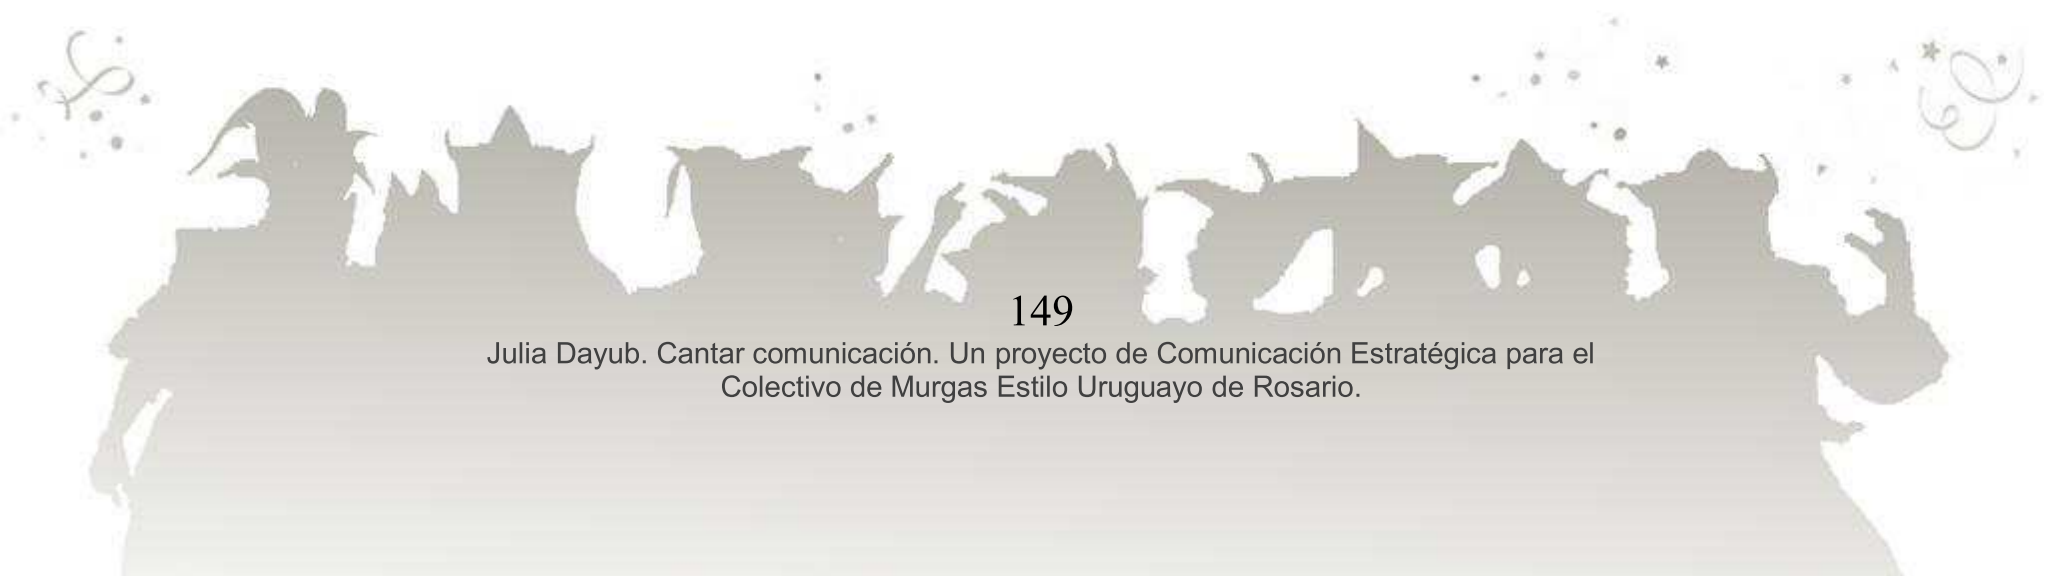 149
Julia Dayub. Cantar comunicación. Un proyecto de Comunicación Estratégica para el
Colectivo de Murgas Estilo Uruguayo de Rosario.